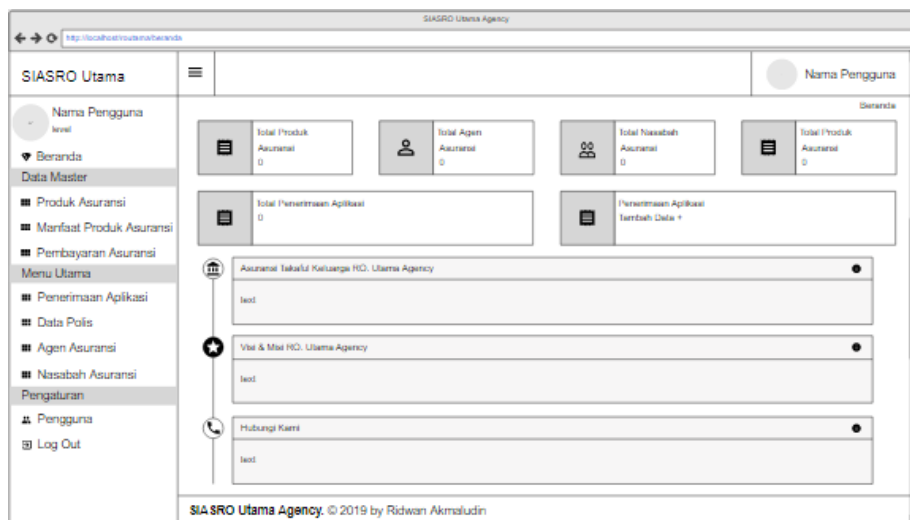 SIASRO Utama Agency
http://localhost/routama/beranda
SIASRO Utama
Nama Pengguna
Nama Pengguna
level
Beranda
Data Master
Produk Asuransi
Manfaat Produk Asuransi
Pembayaran Asuransi
Menu Utama
Penerimaan Aplikasi
Data Polis
Agen Asuransi
Nasabah Asuransi
Pengaturan
Pengguna
Log Out
Beranda
Total Produk
Asuransi
0
Total Agen
Asuransi
0
Total Nasabah
Asuransi
0
Total Produk
Asuransi
0
Total Penerimaan Aplikasi
0
Penerimaan Aplikasi
Tambah Data +
Asuransi Takaful Keluarga RO. Utama Agency
text
Visi & Misi RO. Utama Agency
text
Hubungi Kami
text
SIASRO Utama Agency. © 2019 by Ridwan Akmaludin